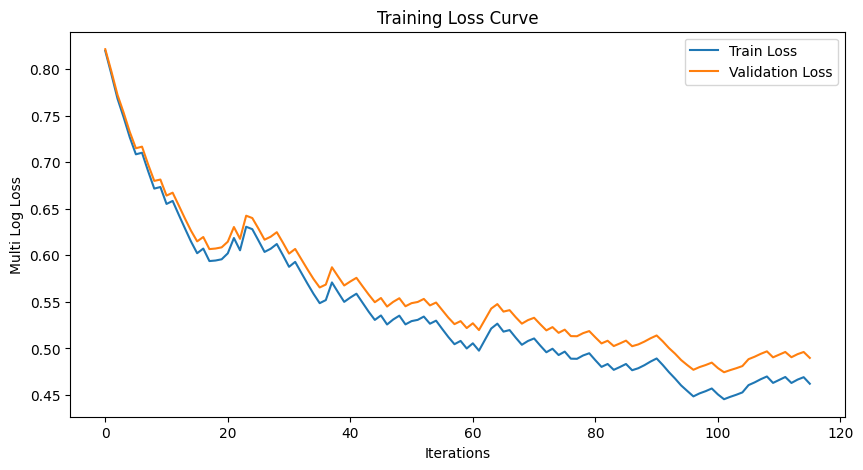 Training Loss Curve
Train Loss
Validation Loss
Multi Log Loss
0.80
0.75
0.70
0.65
0.60
0.55
0.50
0.45
0 20 40 60 80 100 120
Iterations